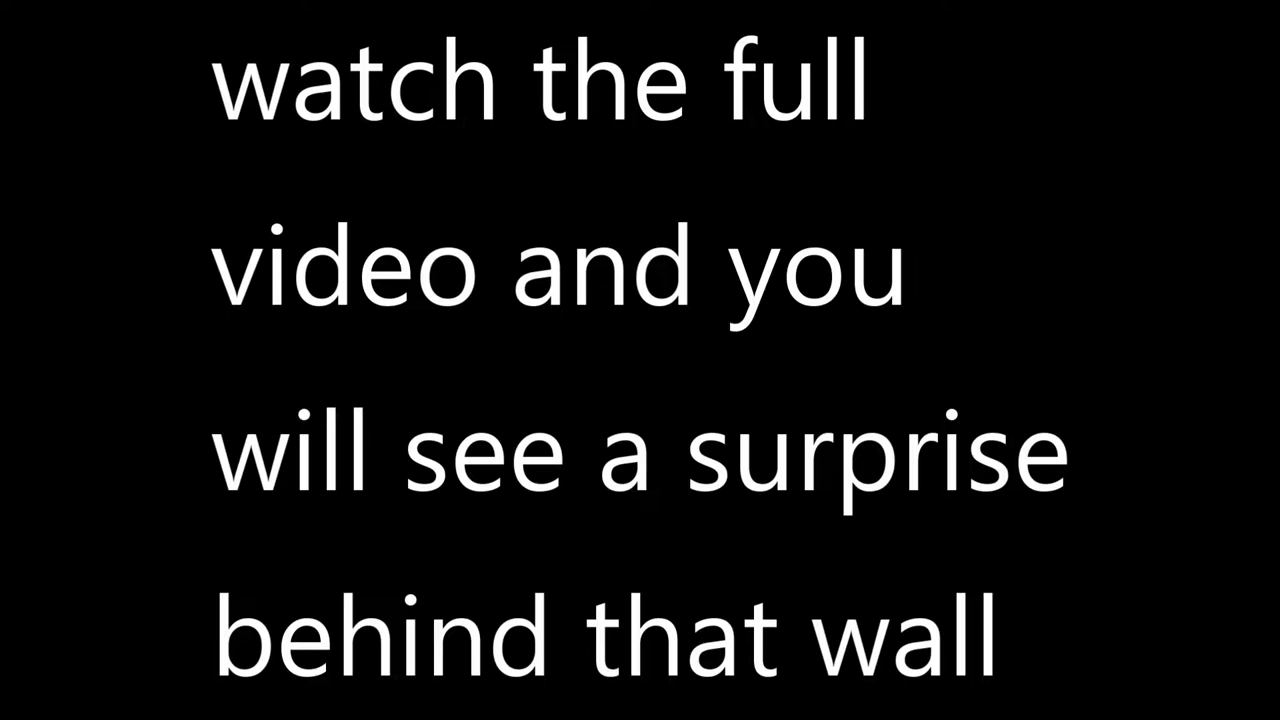 watch the full
video and you
will see a surprise
behind that wall